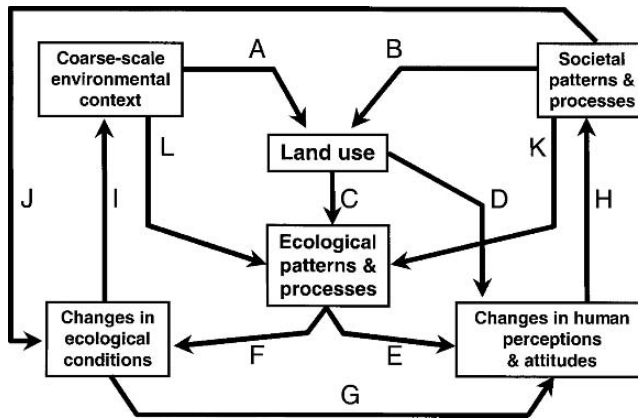 Coarse-scale
environmental
context
A
B
Societal
patterns &
processes
L
Land use
K
J
I
C
D
H
Ecological
patterns &
processes
Changes in
ecological
conditions
F
E
Changes in human
perceptions
& attitudes
G